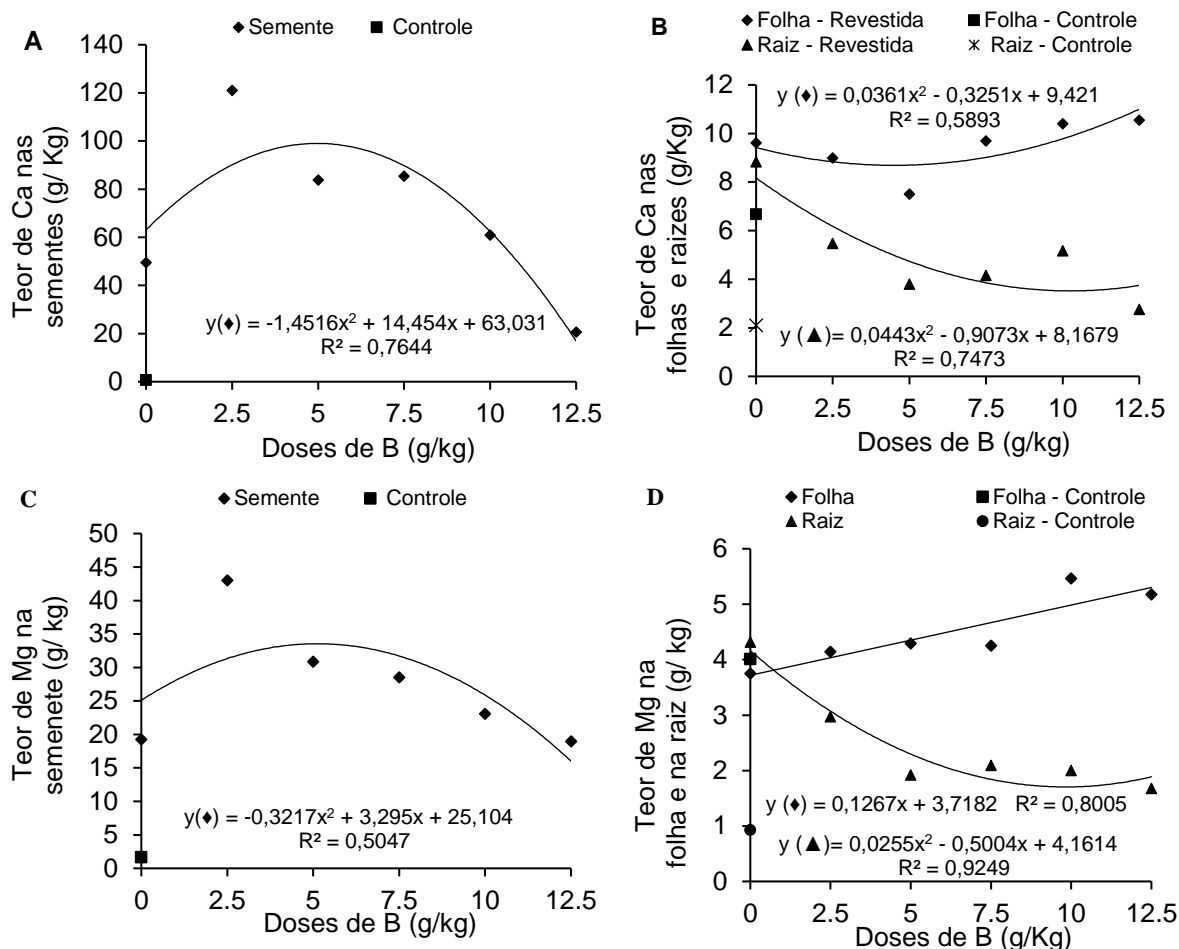 A
Semente Controle
Teor de Ca nas
sementes (g/ Kg)
140
120
100
80
60
40
20
0
y(♦) = -1,4516x² + 14,454x + 63,031
R² = 0,7644
0 2.5 5 7.5 10 12.5
Doses de B (g/kg)
B
Folha - Revestida Folha - Controle
Raiz - Revestida Raiz - Controle
Teor de Ca nas
folhas e raizes (g/Kg)
12
10
8
6
4
2
0
y (♦) = 0,0361x² - 0,3251x + 9,421
R² = 0,5893
y (▲)= 0,0443x² - 0,9073x + 8,1679
R² = 0,7473
0 2.5 5 7.5 10 12.5
Doses de B (g/kg)
C
Semente Controle
Teor de Mg na
semenete (g/ kg)
50
45
40
35
30
25
20
15
10
5
0
y(♦) = -0,3217x² + 3,295x + 25,104
R² = 0,5047
0 2.5 5 7.5 10 12.5
Doses de B (g/kg)
D
Folha Folha - Controle
Raiz Raiz - Controle
Teor de Mg na
folha e na raiz (g/ kg)
6
5
4
3
2
1
0
y (♦) = 0,1267x + 3,7182 R² = 0,8005
y (▲)= 0,0255x² - 0,5004x + 4,1614
R² = 0,9249
0 2.5 5 7.5 10 12.5
Doses de B (g/Kg)